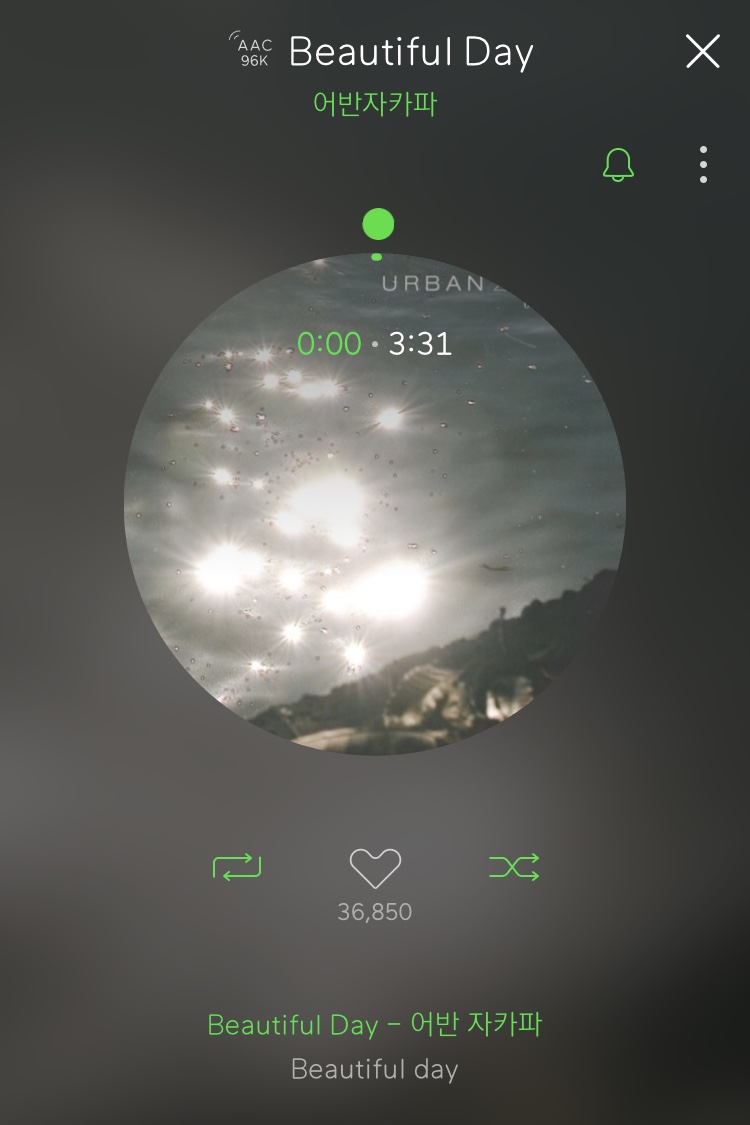 AAC
96K
Beautiful Day
어반자카파
URBAN
0:00 • 3:31
36,850
Beautiful Day - 어반 자카파
Beautiful day